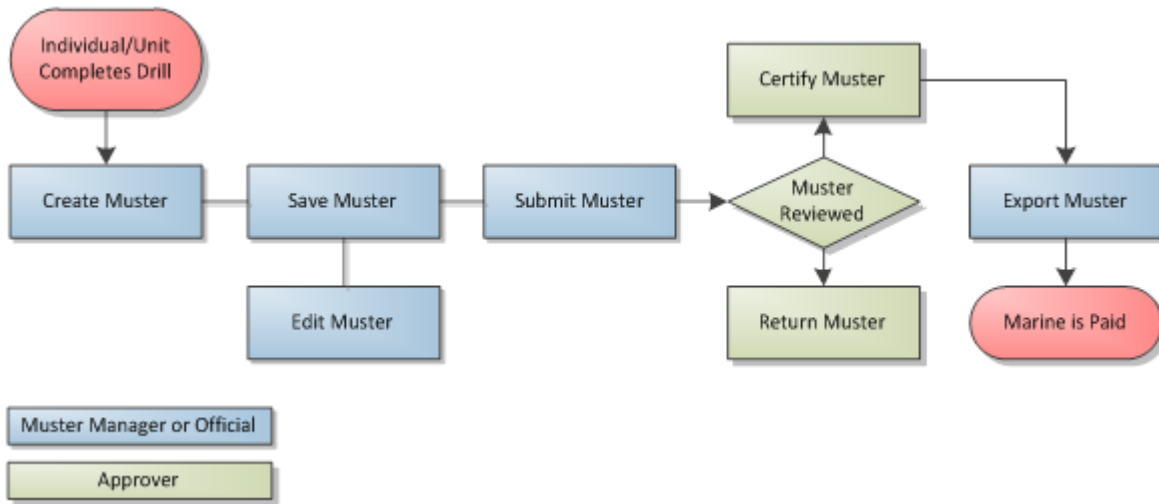 Individual/Unit
Completes Drill
Certify Muster
Create Muster
Save Muster
Submit Muster
Muster
Reviewed
Export Muster
Edit Muster
Return Muster
Marine is Paid
Muster Manager or Official
Approver